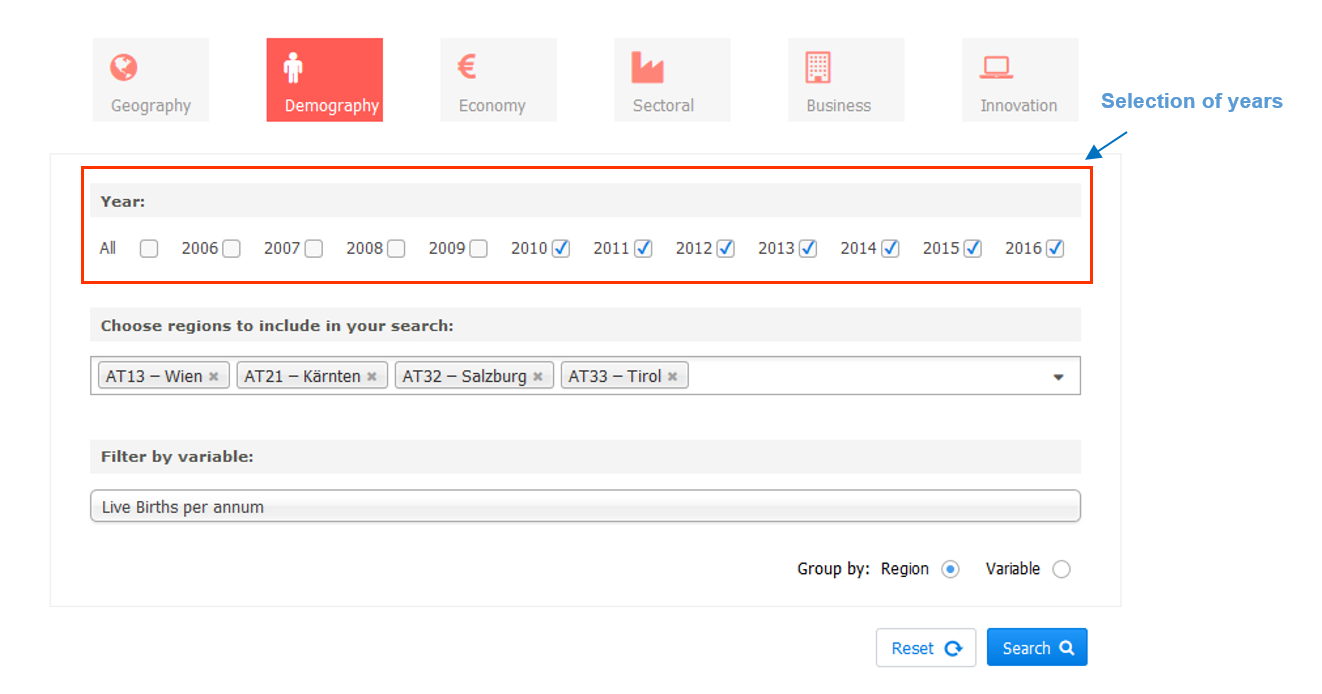 Geography Demography Economy Sectoral Business Innovation
Selection of years
Year:
All 2006 2007 2008 2009 2010 2011 2012 2013 2014 2015 2016
Choose regions to include in your search:
AT13 – Wien × AT21 – Kärnten × AT32 – Salzburg × AT33 – Tirol ×
Filter by variable:
Live Births per annum
Group by: Region Variable
Reset Search